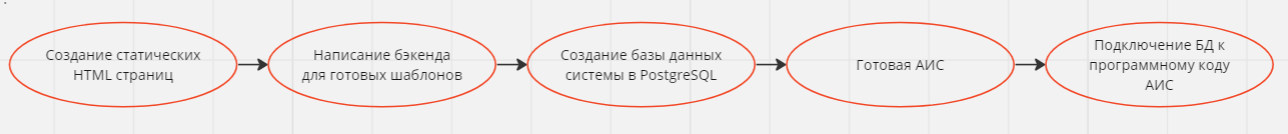 Создание статических
HTML страниц
Написание бэкенда
для готовых шаблонов
Создание базы данных
системы в PostgreSQL
Готовая АИС
Подключение БД к
программному коду
АИС